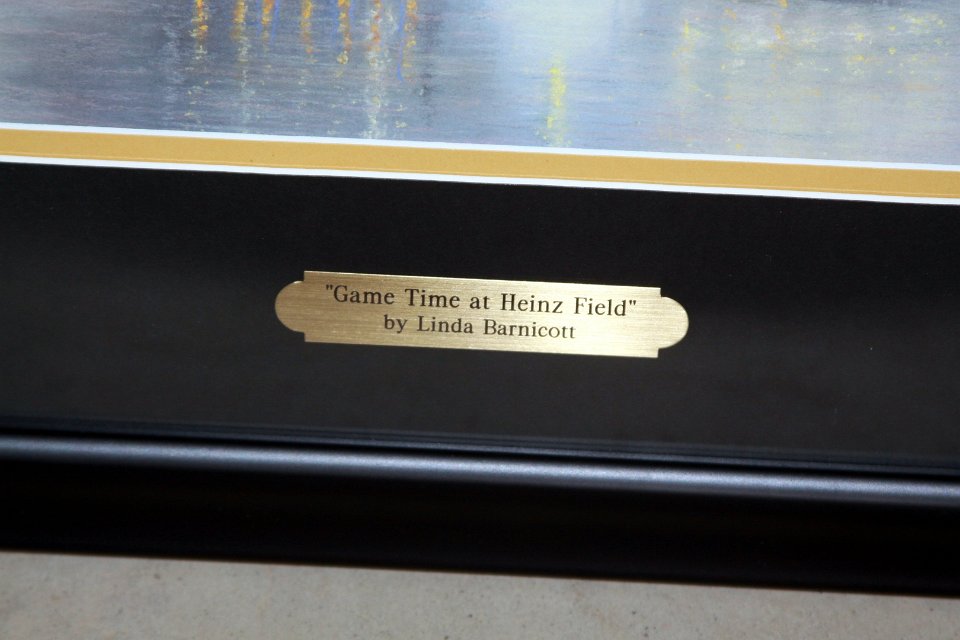 "Game Time at Heinz Field"
by Linda Barnicott